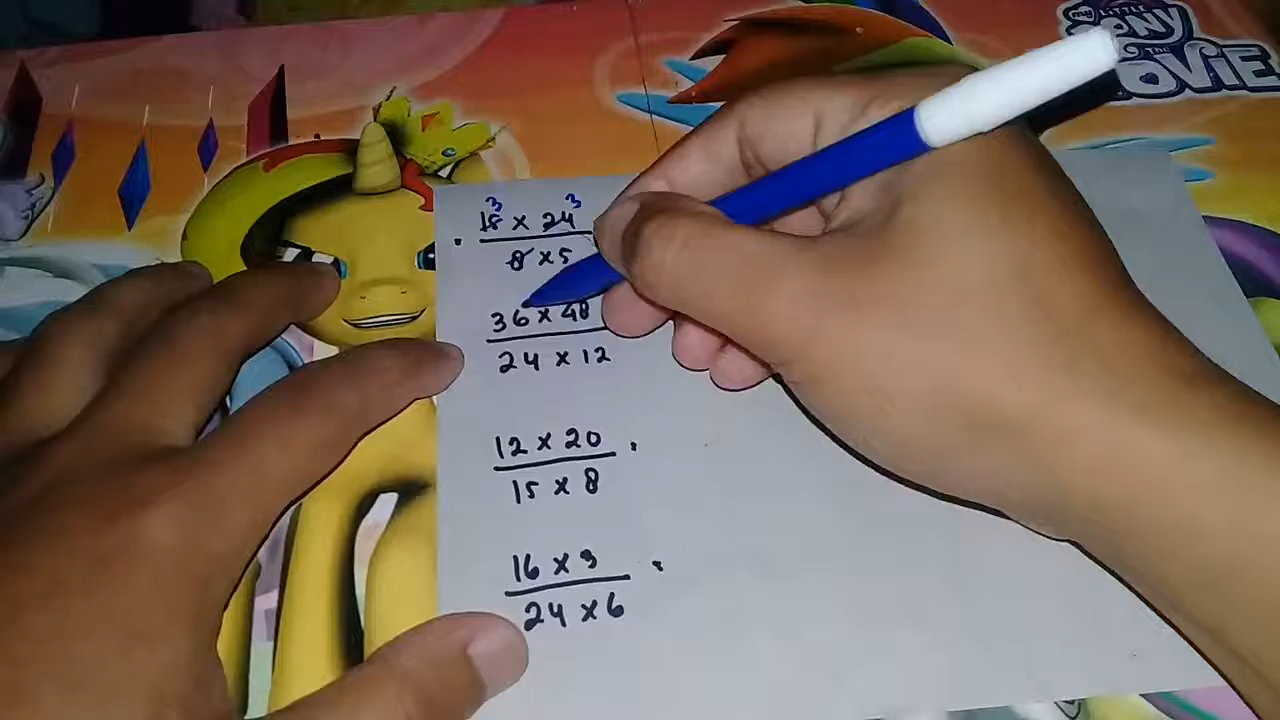 MY LITTLE
PONY
THE
MOVIE
3 3
15 x 24
8 x 5
36 x 48
24 x 12
12 x 20
15 x 8
16 x 3
24 x 6